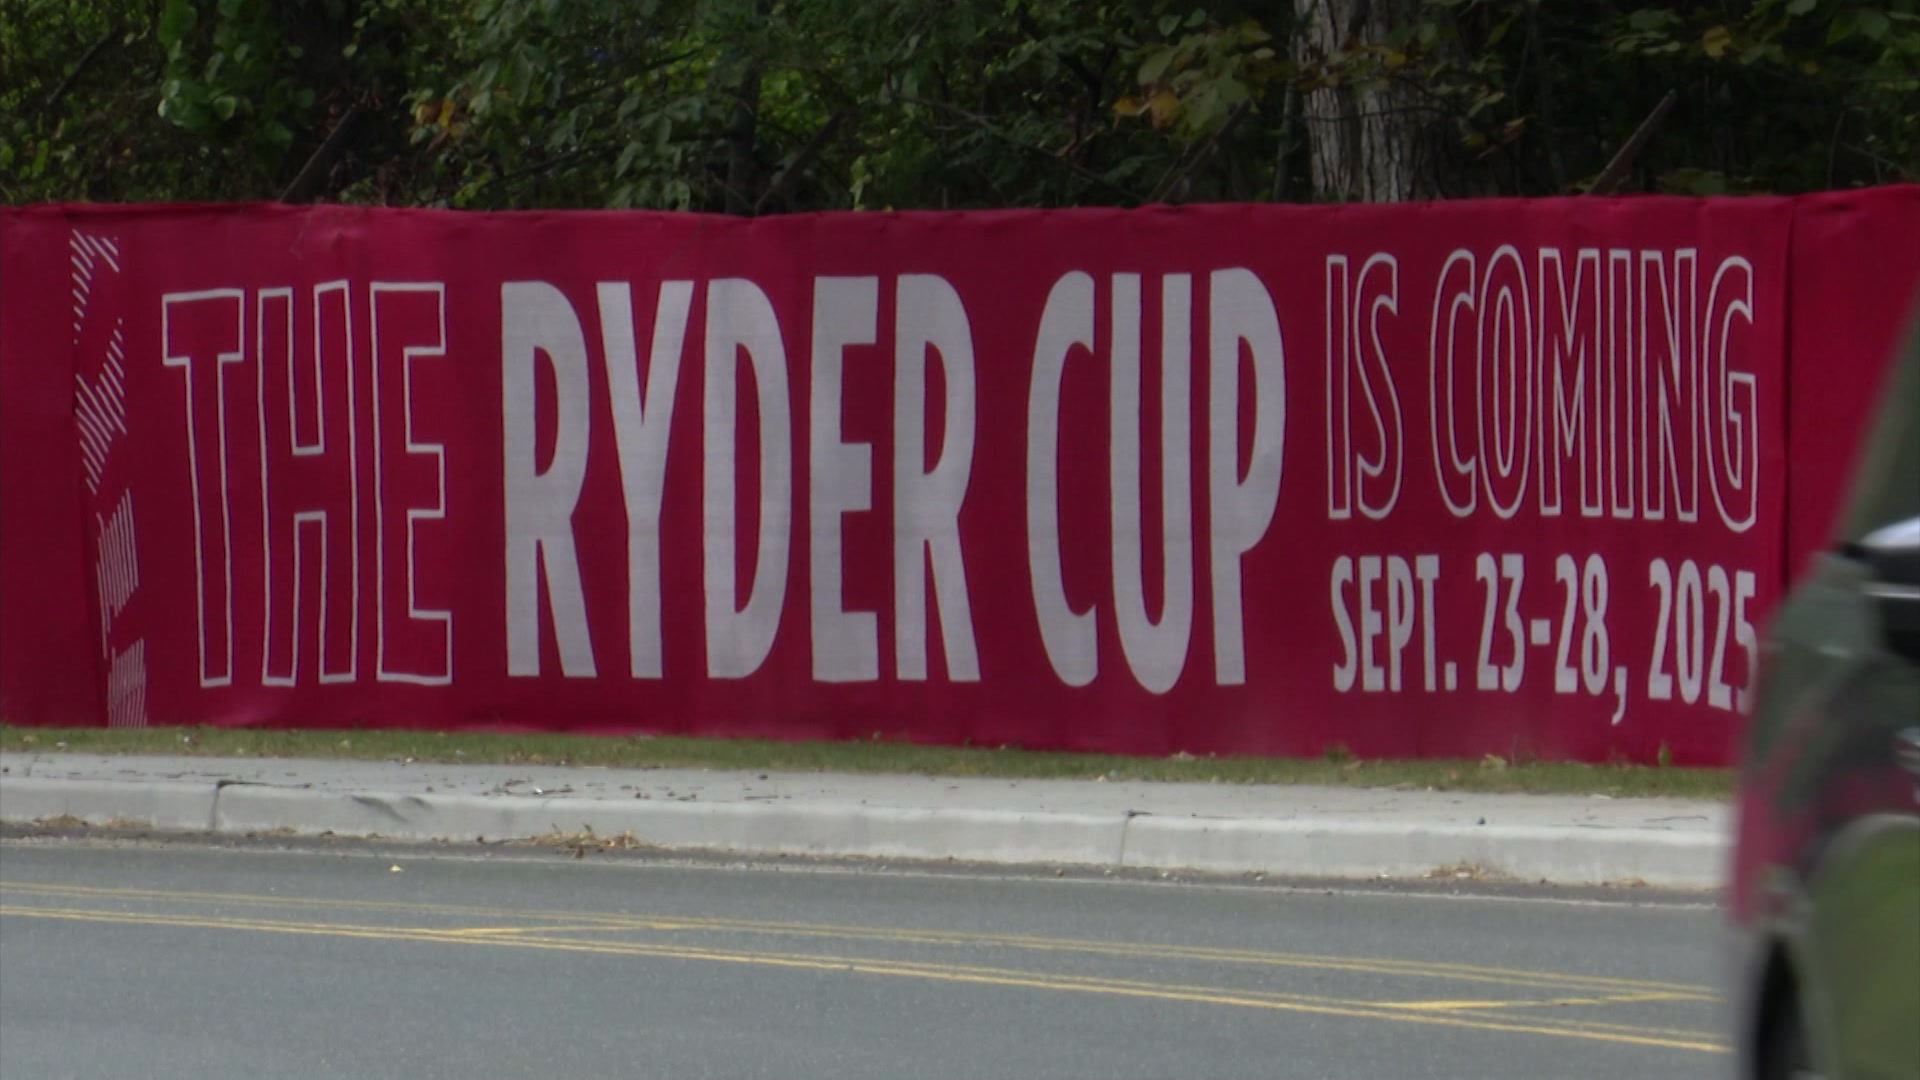 THE RYDER CUP IS COMING
SEPT. 23-28, 2025